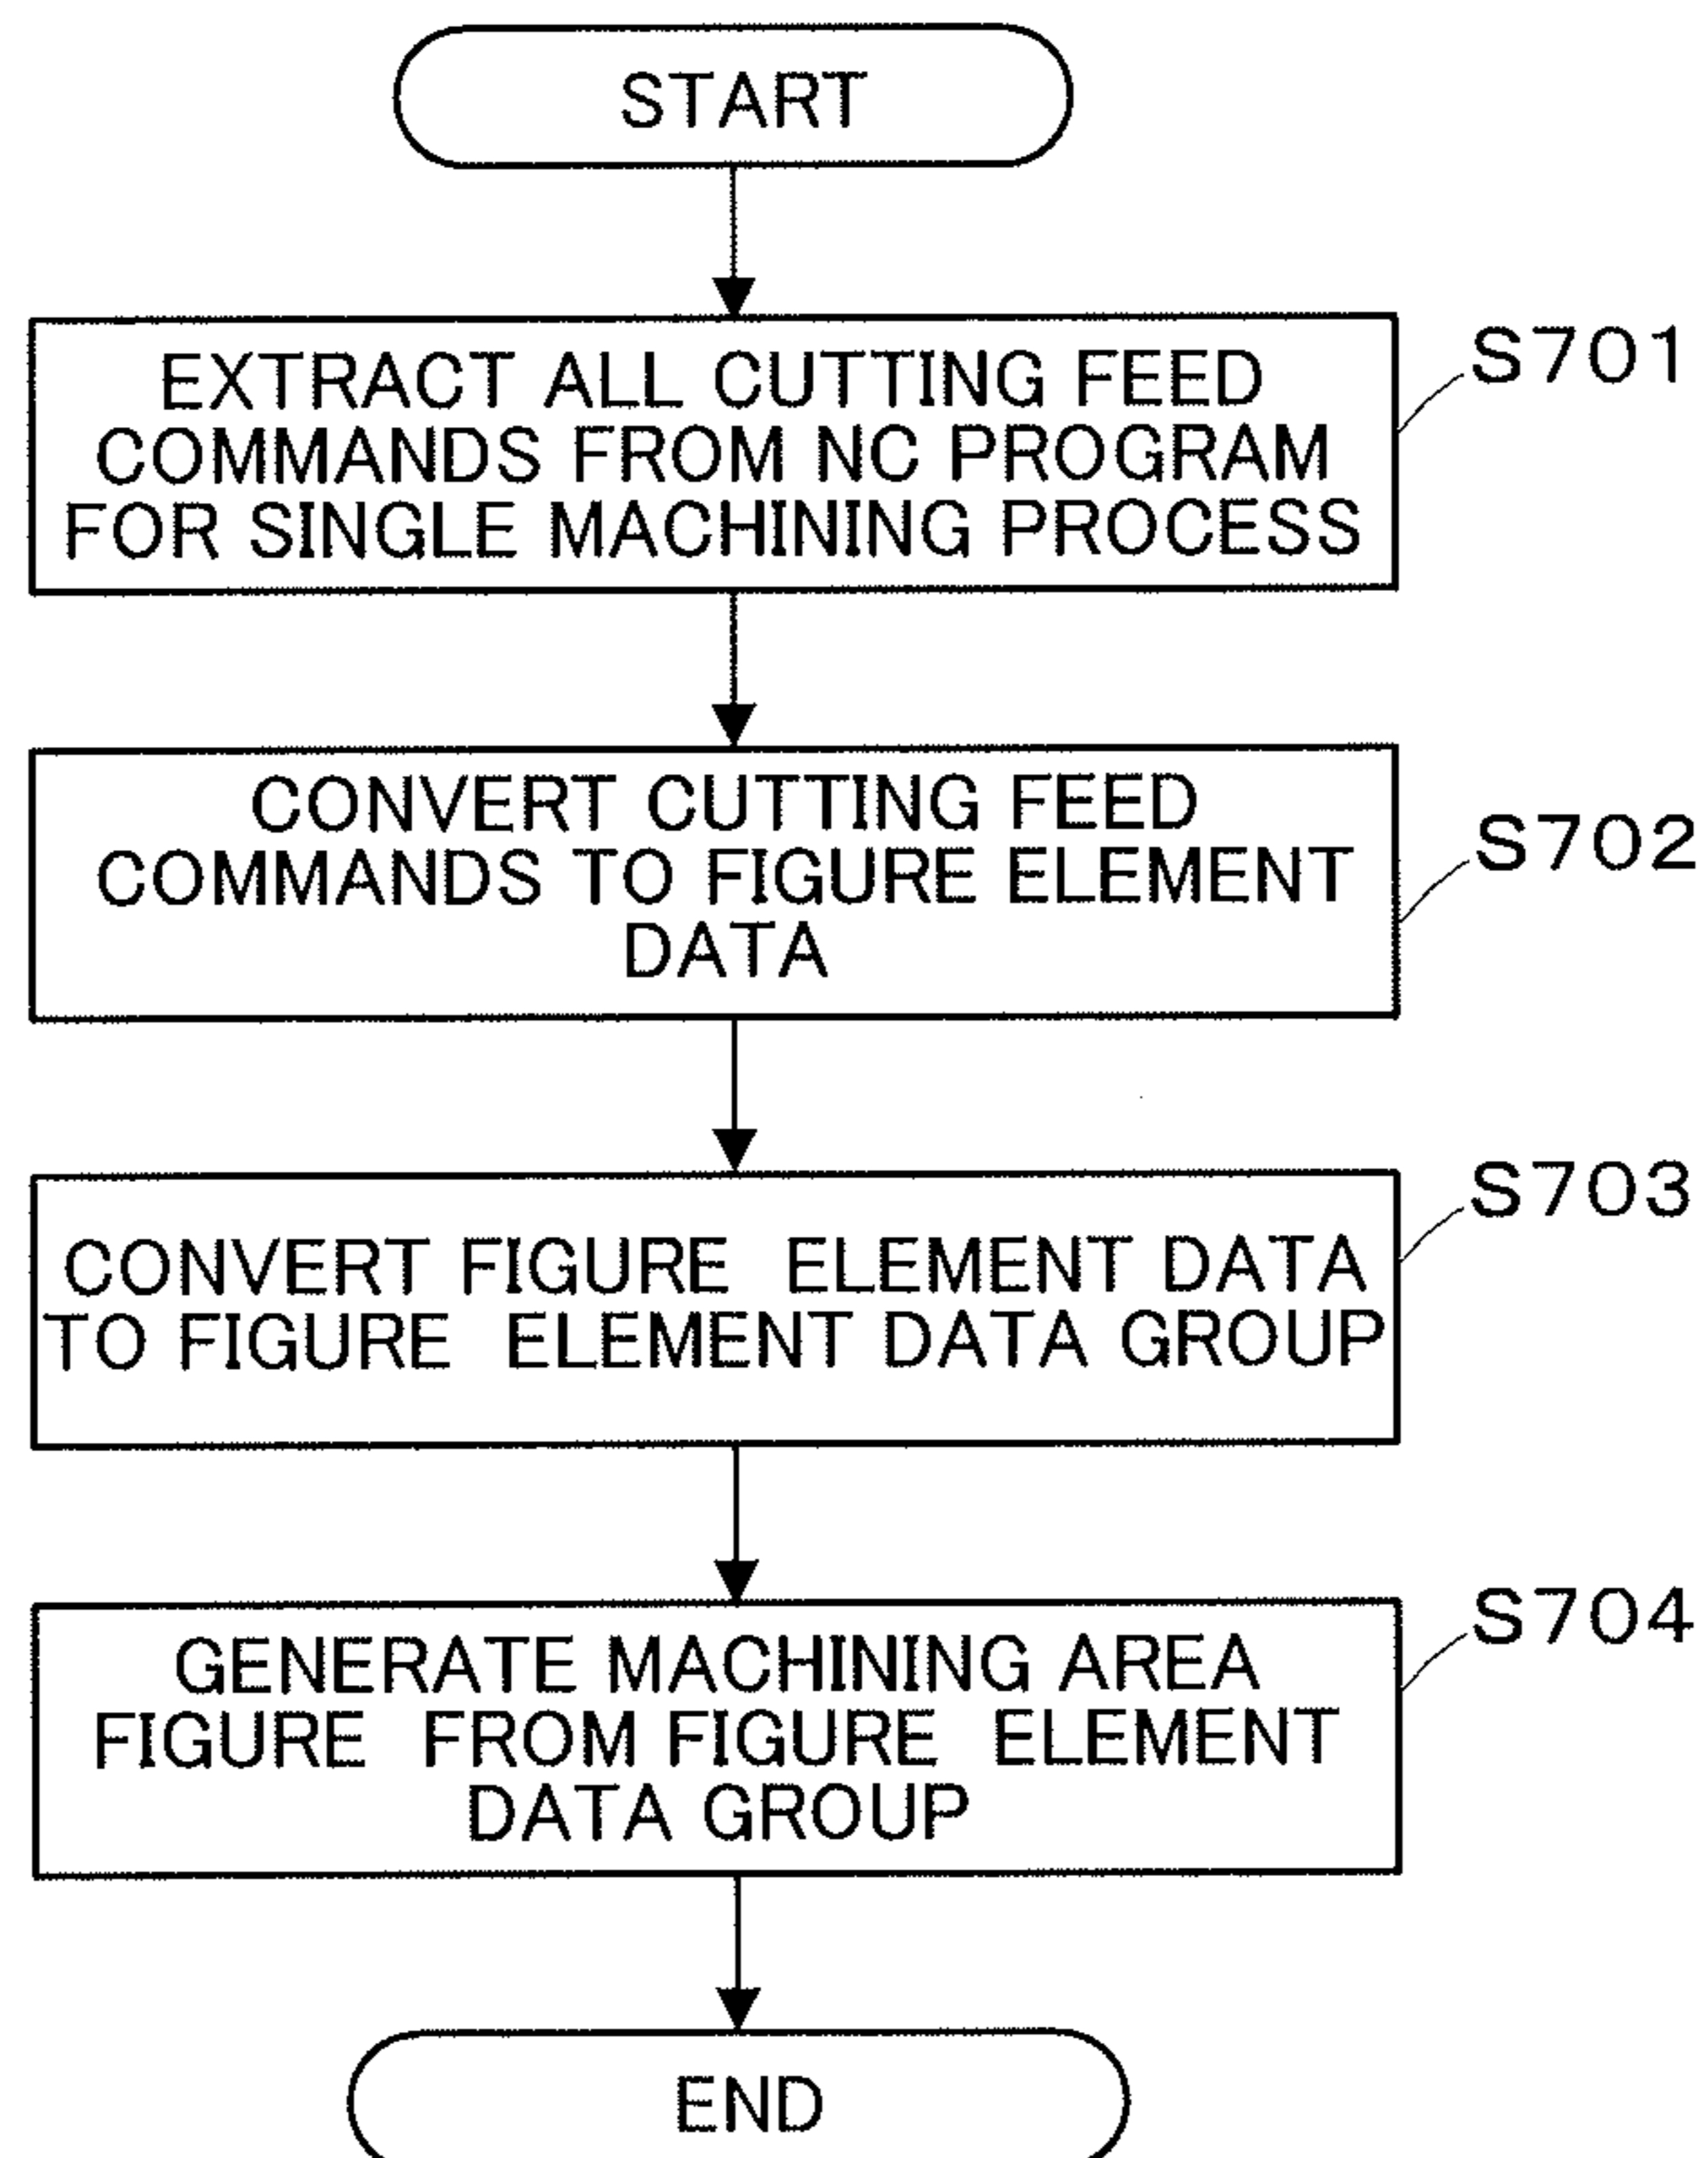 START
EXTRACT ALL CUTTING FEED
COMMANDS FROM NC PROGRAM
FOR SINGLE MACHINING PROCESS
S701
CONVERT CUTTING FEED
COMMANDS TO FIGURE ELEMENT
DATA
S702
CONVERT FIGURE ELEMENT DATA
TO FIGURE ELEMENT DATA GROUP
S703
GENERATE MACHINING AREA
FIGURE FROM FIGURE ELEMENT
DATA GROUP
S704
END